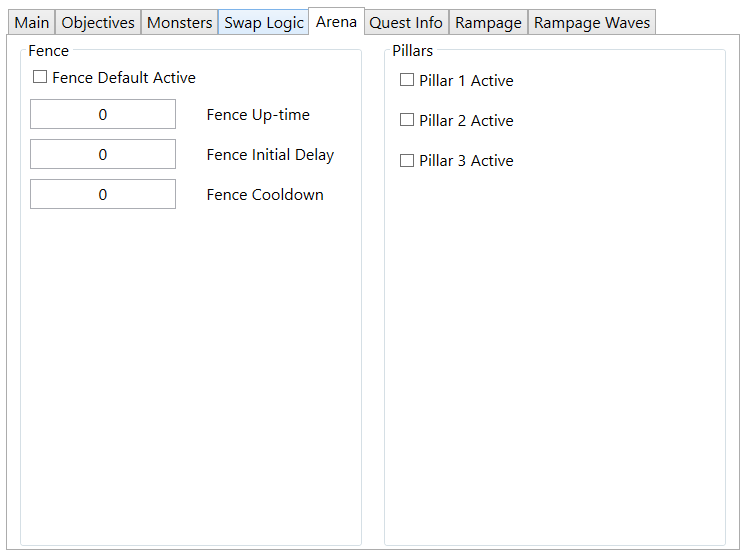 Main Objectives Monsters Swap Logic Arena Quest Info Rampage Rampage Waves
Fence
Fence Default Active
0 Fence Up-time
0 Fence Initial Delay
0 Fence Cooldown
Pillars
Pillar 1 Active
Pillar 2 Active
Pillar 3 Active